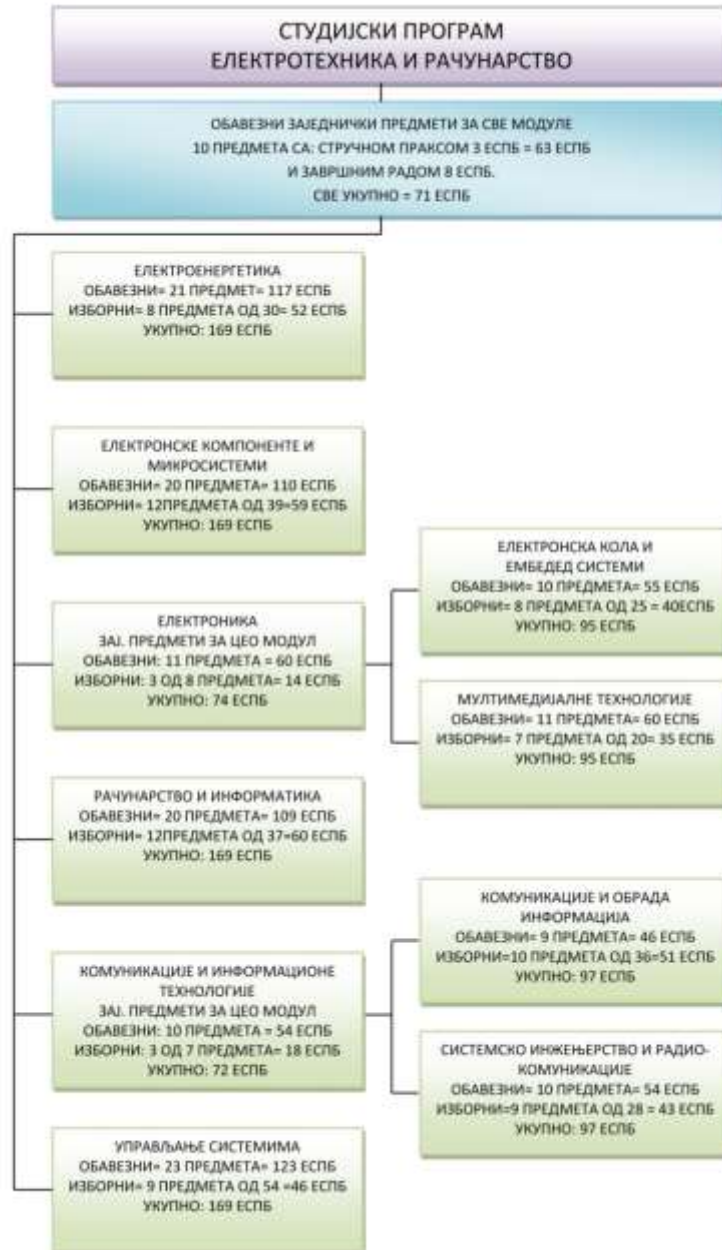 СТУДИЈСКИ ПРОГРАМ
ЕЛЕКТРОТЕХНИКА И РАЧУНАРСТВО
ОБАВЕЗНИ ЗАЈЕДНИЧКИ ПРЕДМЕТИ ЗА СВЕ МОДУЛЕ
10 ПРЕДМЕТА СА: СТРУЧНОМ ПРАКСОМ 3 ЕСПБ = 63 ЕСПБ
И ЗАВРШНИМ РАДОМ 8 ЕСПБ.
СВЕ УКУПНО = 71 ЕСПБ
ЕЛЕКТРОЕНЕРГЕТИКА
ОБАВЕЗНИ= 21 ПРЕДМЕТ= 117 ЕСПБ
ИЗБОРНИ= 8 ПРЕДМЕТА ОД 30= 52 ЕСПБ
УКУПНО: 169 ЕСПБ
ЕЛЕКТРОНСКЕ КОМПОНЕНТЕ И
МИКРОСИСТЕМИ
ОБАВЕЗНИ= 20 ПРЕДМЕТА= 110 ЕСПБ
ИЗБОРНИ= 12ПРЕДМЕТА ОД 39=59 ЕСПБ
УКУПНО: 169 ЕСПБ
ЕЛЕКТРОНИКА
ЗАЈ. ПРЕДМЕТИ ЗА ЦЕО МОДУЛ
ОБАВЕЗНИ: 11 ПРЕДМЕТА = 60 ЕСПБ
ИЗБОРНИ: 3 ОД 8 ПРЕДМЕТА= 14 ЕСПБ
УКУПНО: 74 ЕСПБ
ЕЛЕКТРОНСКА КОЛА И
ЕМБЕДЕД СИСТЕМИ
ОБАВЕЗНИ= 10 ПРЕДМЕТА= 55 ЕСПБ
ИЗБОРНИ= 8 ПРЕДМЕТА ОД 25 = 40ЕСПБ
УКУПНО: 95 ЕСПБ
МУЛТИМЕДИЈАЛНЕ ТЕХНОЛОГИЈЕ
ОБАВЕЗНИ= 11 ПРЕДМЕТА= 60 ЕСПБ
ИЗБОРНИ= 7 ПРЕДМЕТА ОД 20= 35 ЕСПБ
УКУПНО: 95 ЕСПБ
РАЧУНАРСТВО И ИНФОРМАТИКА
ОБАВЕЗНИ= 20 ПРЕДМЕТА= 109 ЕСПБ
ИЗБОРНИ= 12ПРЕДМЕТА ОД 37=60 ЕСПБ
УКУПНО: 169 ЕСПБ
КОМУНИКАЦИЈЕ И ИНФОРМАЦИОНЕ
ТЕХНОЛОГИЈЕ
ЗАЈ. ПРЕДМЕТИ ЗА ЦЕО МОДУЛ
ОБАВЕЗНИ: 10 ПРЕДМЕТА = 54 ЕСПБ
ИЗБОРНИ: 3 ОД 7 ПРЕДМЕТА= 18 ЕСПБ
УКУПНО: 72 ЕСПБ
КОМУНИКАЦИЈЕ И ОБРАДА
ИНФОРМАЦИЈА
ОБАВЕЗНИ= 9 ПРЕДМЕТА= 46 ЕСПБ
ИЗБОРНИ=10 ПРЕДМЕТА ОД 36=51 ЕСПБ
УКУПНО: 97 ЕСПБ
СИСТЕМСКО ИНЖЕЊЕРСТВО И РАДИО-
КОМУНИКАЦИЈЕ
ОБАВЕЗНИ= 10 ПРЕДМЕТА= 54 ЕСПБ
ИЗБОРНИ=9 ПРЕДМЕТА ОД 28 = 43 ЕСПБ
УКУПНО: 97 ЕСПБ
УПРАВЉАЊЕ СИСТЕМИМА
ОБАВЕЗНИ= 23 ПРЕДМЕТА= 123 ЕСПБ
ИЗБОРНИ= 9 ПРЕДМЕТА ОД 54 =46 ЕСПБ
УКУПНО: 169 ЕСПБ